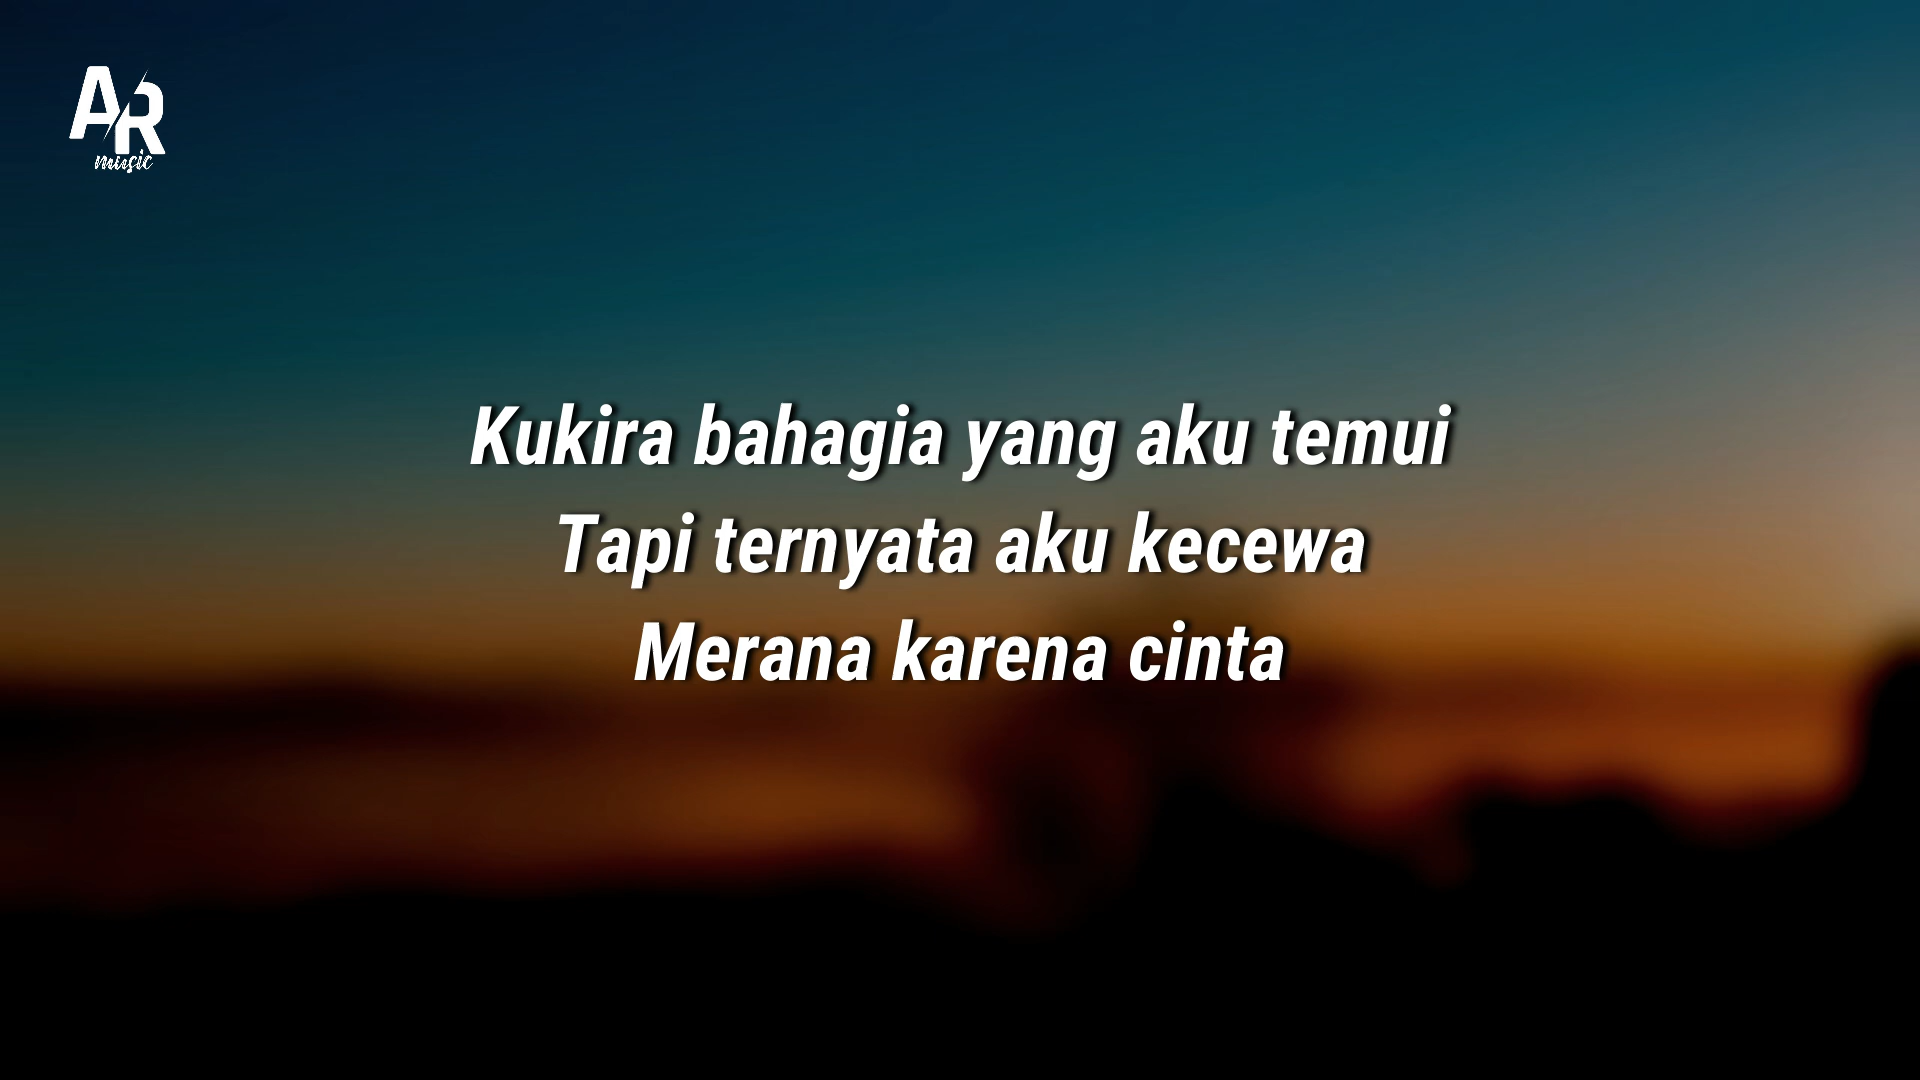 AR
music
Kukira bahagia yang aku temui
Tapi ternyata aku kecewa
Merana karena cinta